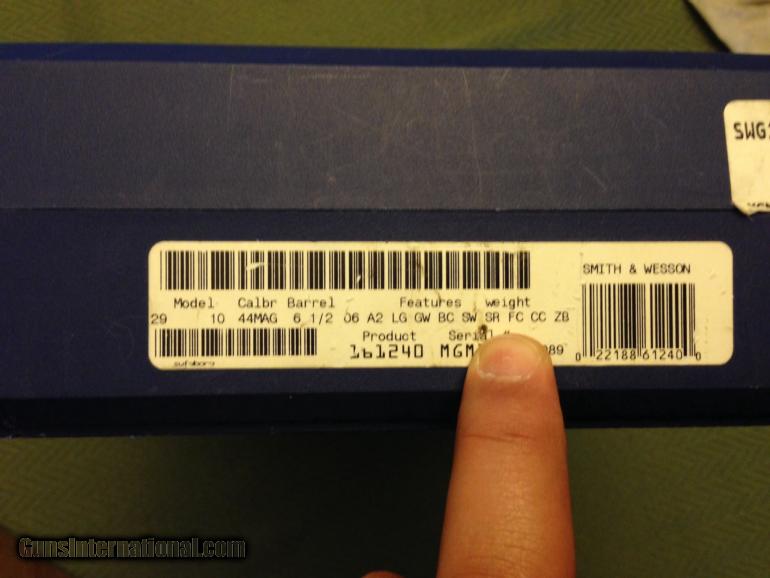 SMITH & WESSON
Model Calbr Barrel Features weight
29 10 44MAG 6 1/2 06 A2 LG GW BC SW SR FC CC ZB
Product Serial #
161240 MGM 089
0 22188 61240 0
SWG
GunsInternational.com